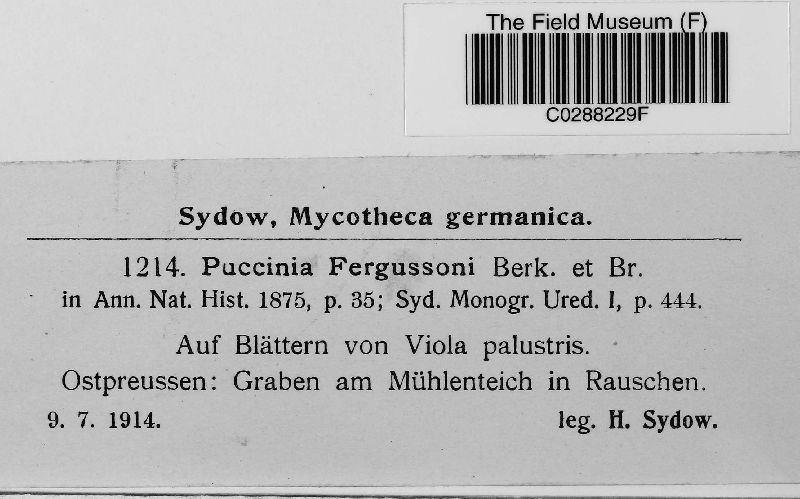 The Field Museum (F)
C0288229F
Sydow, Mycotheca germanica.
1214. Puccinia Fergussoni Berk. et Br.
in Ann. Nat. Hist. 1875, p. 35; Syd. Monogr. Ured. I, p. 444.
Auf Blättern von Viola palustris.
Ostpreussen: Graben am Mühlenteich in Rauschen.
9. 7. 1914. leg. H. Sydow.